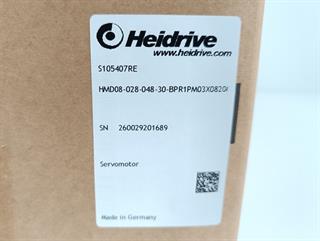 Heidrive
www.heidrive.com
S105407RE
HMD08-028-048-30-BPR1PM03X0820
SN 260029201689
Servomotor
Made in Germany